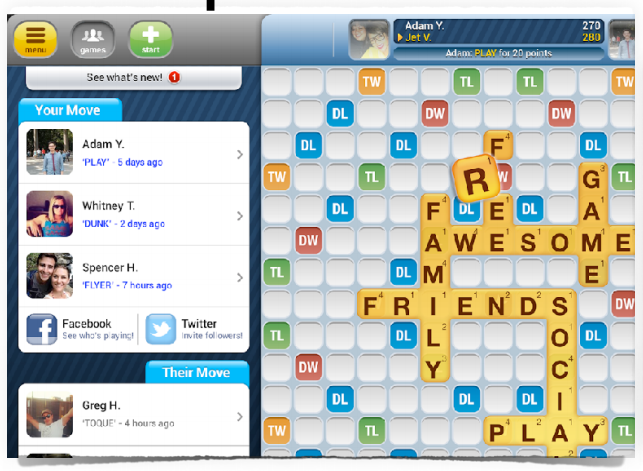 menu
games
start
See what's new! 1
Your Move
Adam Y.
'PLAY' - 5 days ago
Whitney T.
'DUNK' - 2 days ago
Spencer H.
'FLYER' - 7 hours ago
Facebook
See who's playing!
Twitter
Invite followers!
Their Move
Greg H.
'TOQUE' - 4 hours ago
Adam Y. 270
Jet V. 280
Adam: PLAY for 20 points
TW TL TL TW
DL DW DW
DL DL F DL
TW TL R W G TL
DL F DL E DL A
DW A W E S O M E
TL DL M E
F R I E N D S DW
TL DL L O DL
DW Y C
DL DL DL I
TW TL P L A Y TL